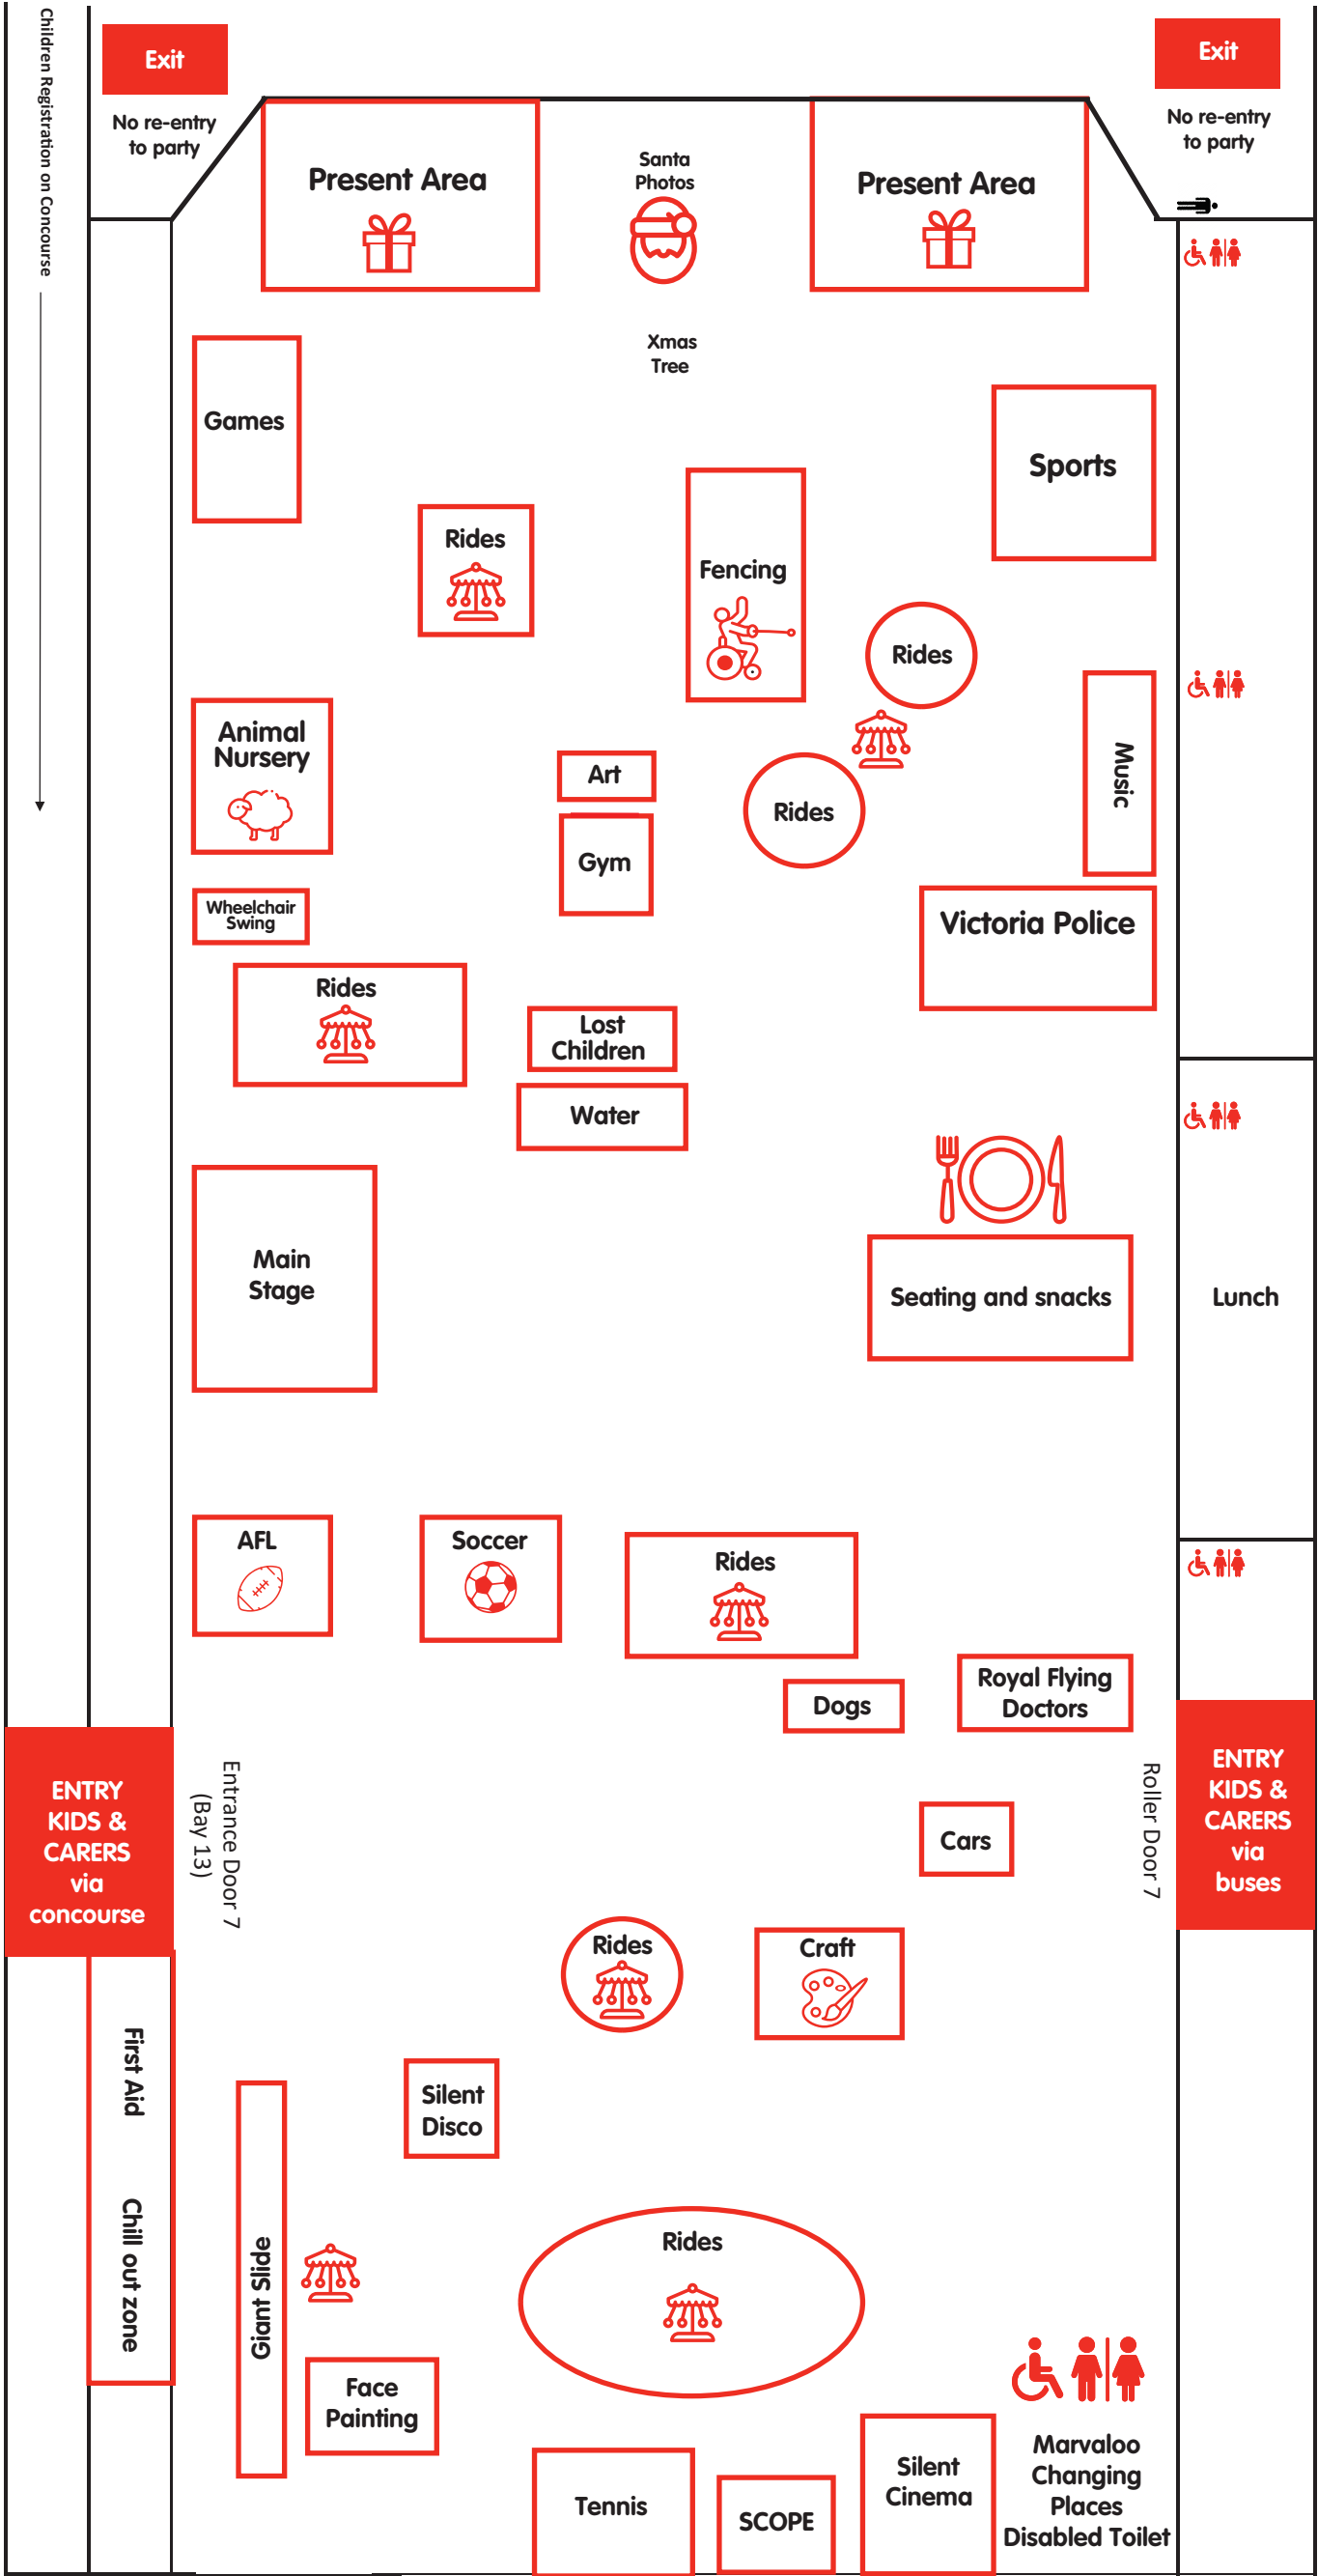 Children Registration on Concourse
Exit
No re-entry
to party
Exit
No re-entry
to party
Present Area
Santa
Photos
Present Area
Xmas
Tree
Games
Sports
Rides
Fencing
Rides
Animal
Nursery
Music
Art
Rides
Gym
Wheelchair
Swing
Victoria Police
Rides
Lost
Children
Water
Main
Stage
Seating and snacks
Lunch
AFL
Soccer
Rides
Dogs
Royal Flying
Doctors
ENTRY
KIDS &
CARERS
via
concourse
Entrance Door 7
(Bay 13)
Roller Door 7
ENTRY
KIDS &
CARERS
via
buses
Cars
Rides
Craft
First Aid
Silent
Disco
Chill out zone
Giant Slide
Rides
Face
Painting
Tennis
SCOPE
Silent
Cinema
Marvaloo
Changing
Places
Disabled Toilet